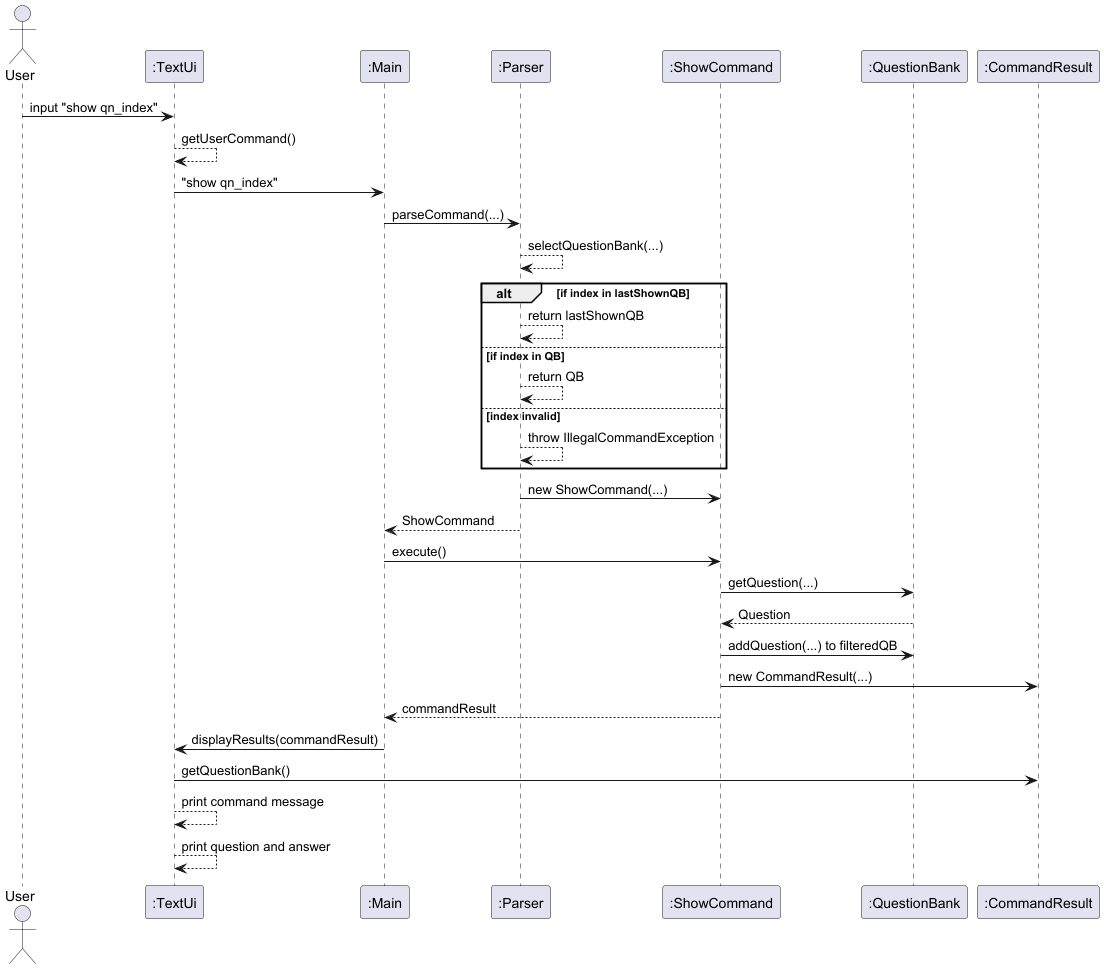 User
:TextUi
:Main
:Parser
:ShowCommand
:QuestionBank
:CommandResult
input "show qn_index"
getUserCommand()
"show qn_index"
parseCommand(...)
selectQuestionBank(...)
alt
[if index in lastShownQB]
return lastShownQB
[if index in QB]
return QB
[index invalid]
throw IllegalCommandException
new ShowCommand(...)
ShowCommand
execute()
getQuestion(...)
Question
addQuestion(...) to filteredQB
new CommandResult(...)
commandResult
displayResults(commandResult)
getQuestionBank()
print command message
print question and answer
User
:TextUi
:Main
:Parser
:ShowCommand
:QuestionBank
:CommandResult